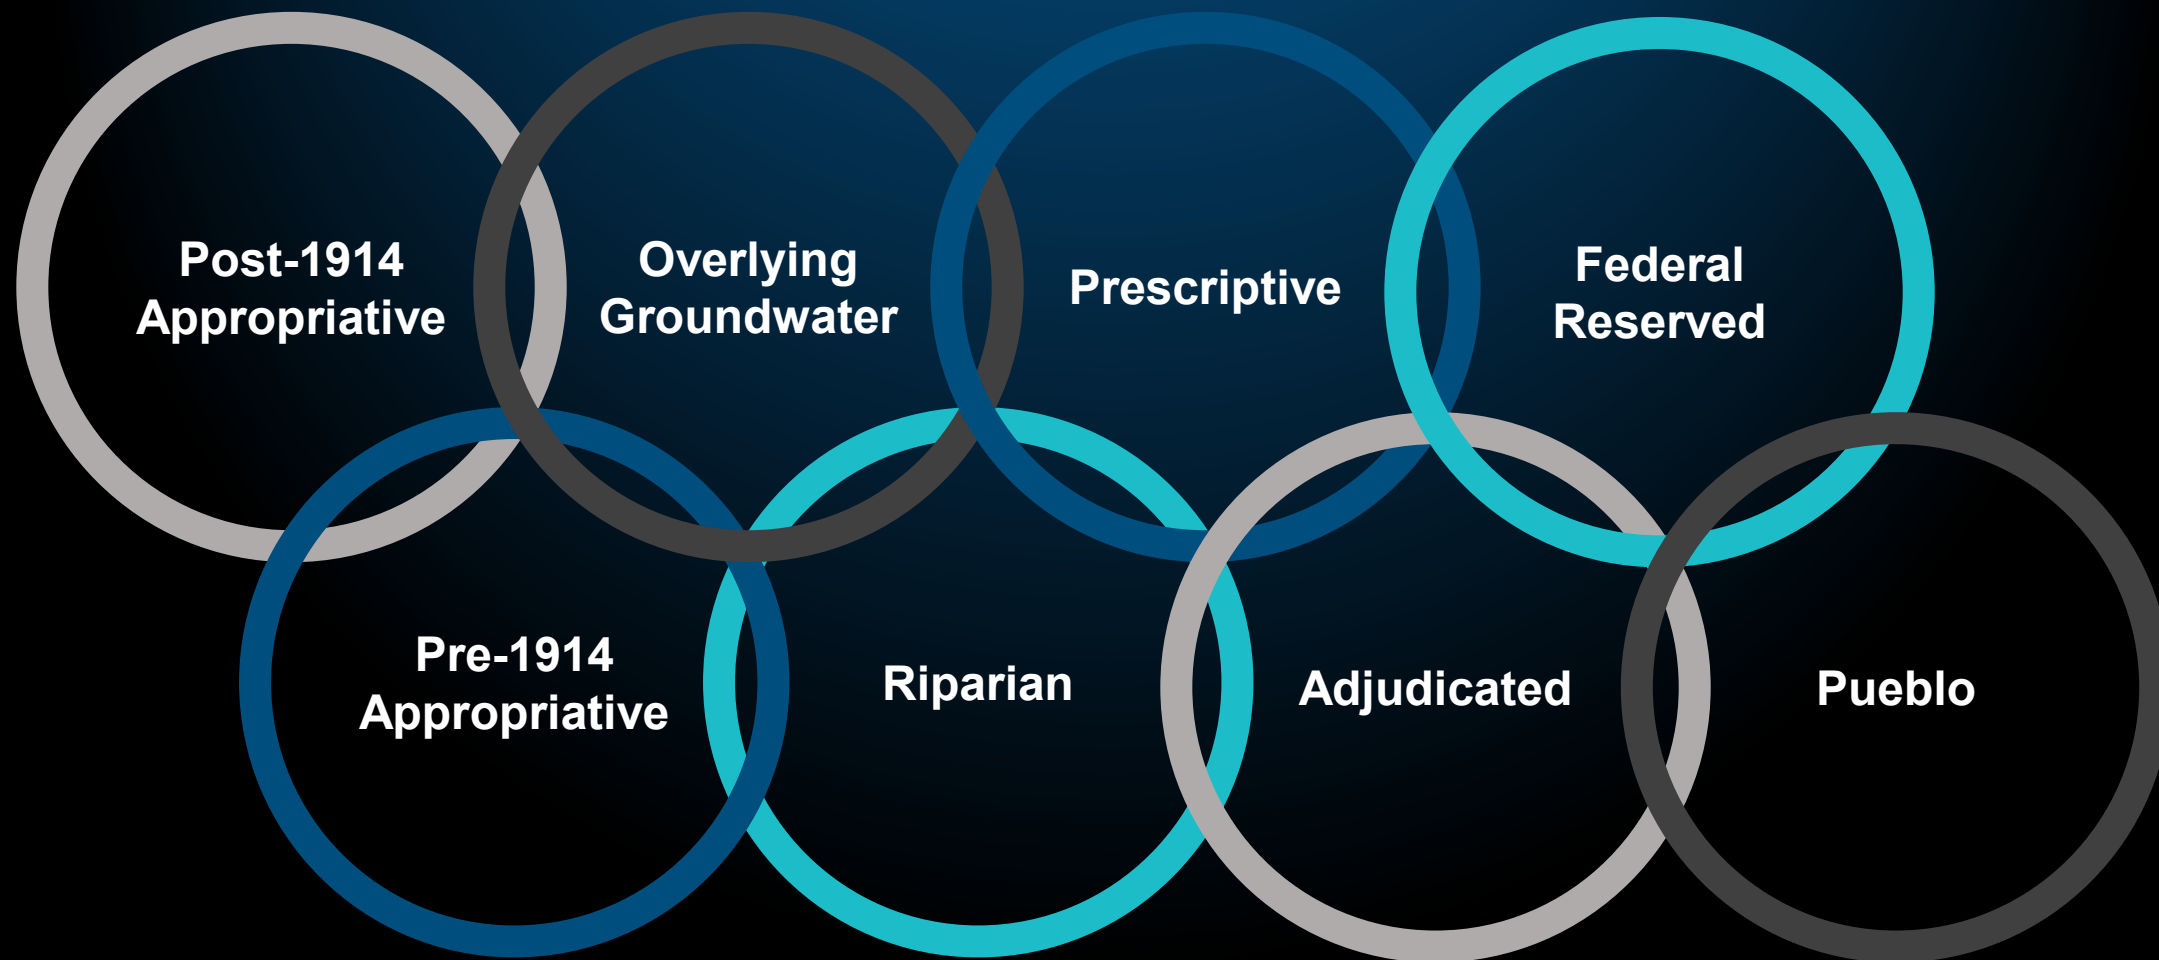 Post-1914
Appropriative
Overlying
Groundwater
Prescriptive
Federal
Reserved
Pre-1914
Appropriative
Riparian
Adjudicated
Pueblo